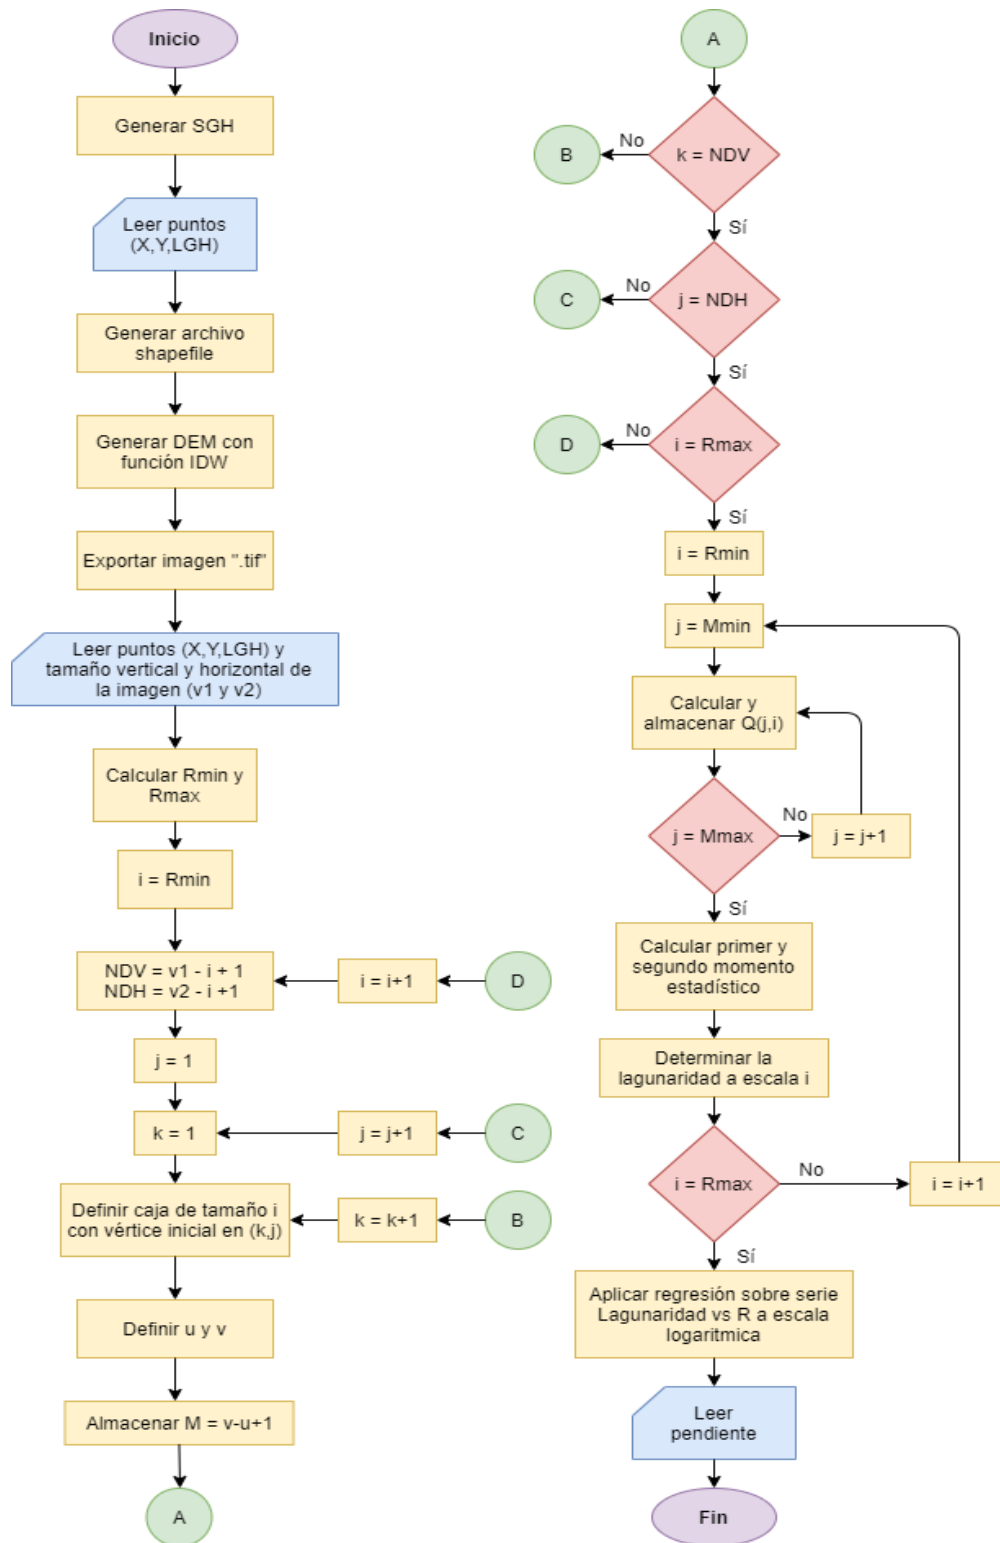 Inicio
Generar SGH
Leer puntos
(X,Y,LGH)
Generar archivo
shapefile
Generar DEM con
función IDW
Exportar imagen ".tif"
Leer puntos (X,Y,LGH) y
tamaño vertical y horizontal de
la imagen (v1 y v2)
Calcular Rmin y
Rmax
i = Rmin
NDV = v1 - i + 1
NDH = v2 - i +1
i = i+1
D
j = 1
k = 1
j = j+1
C
Definir caja de tamaño i
con vértice inicial en (k,j)
k = k+1
B
Definir u y v
Almacenar M = v-u+1
A
A
k = NDV
No
B
Sí
j = NDH
No
C
Sí
i = Rmax
No
D
Sí
i = Rmin
j = Mmin
Calcular y
almacenar Q(j,i)
j = Mmax
No
j = j+1
Sí
Calcular primer y
segundo momento
estadístico
Determinar la
lagunaridad a escala i
i = Rmax
No
i = i+1
Sí
Aplicar regresión sobre serie
Lagunaridad vs R a escala
logaritmica
Leer
pendiente
Fin